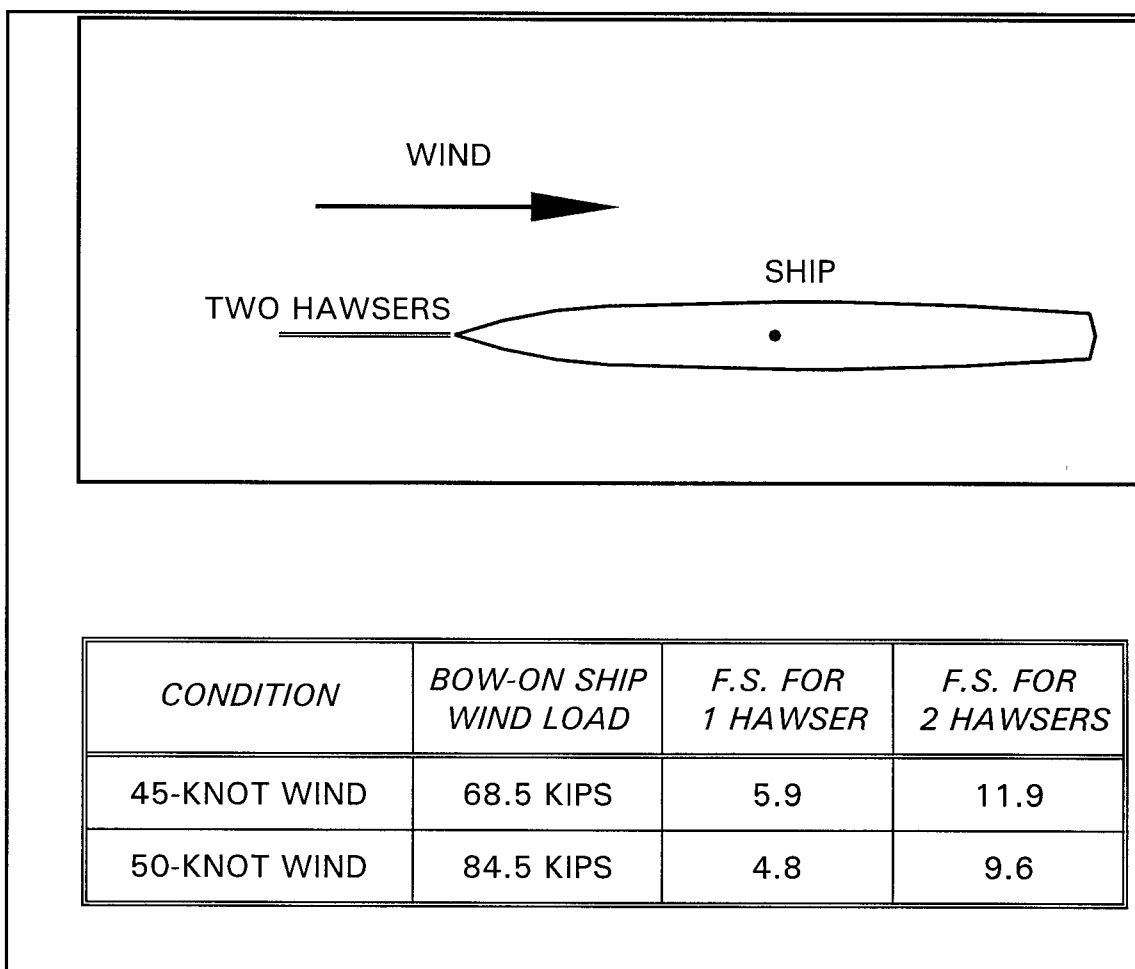 WIND
SHIP
TWO HAWSERS
CONDITION BOW-ON SHIP WIND LOAD F.S. FOR 1 HAWSER F.S. FOR 2 HAWSERS
45-KNOT WIND 68.5 KIPS 5.9 11.9
50-KNOT WIND 84.5 KIPS 4.8 9.6